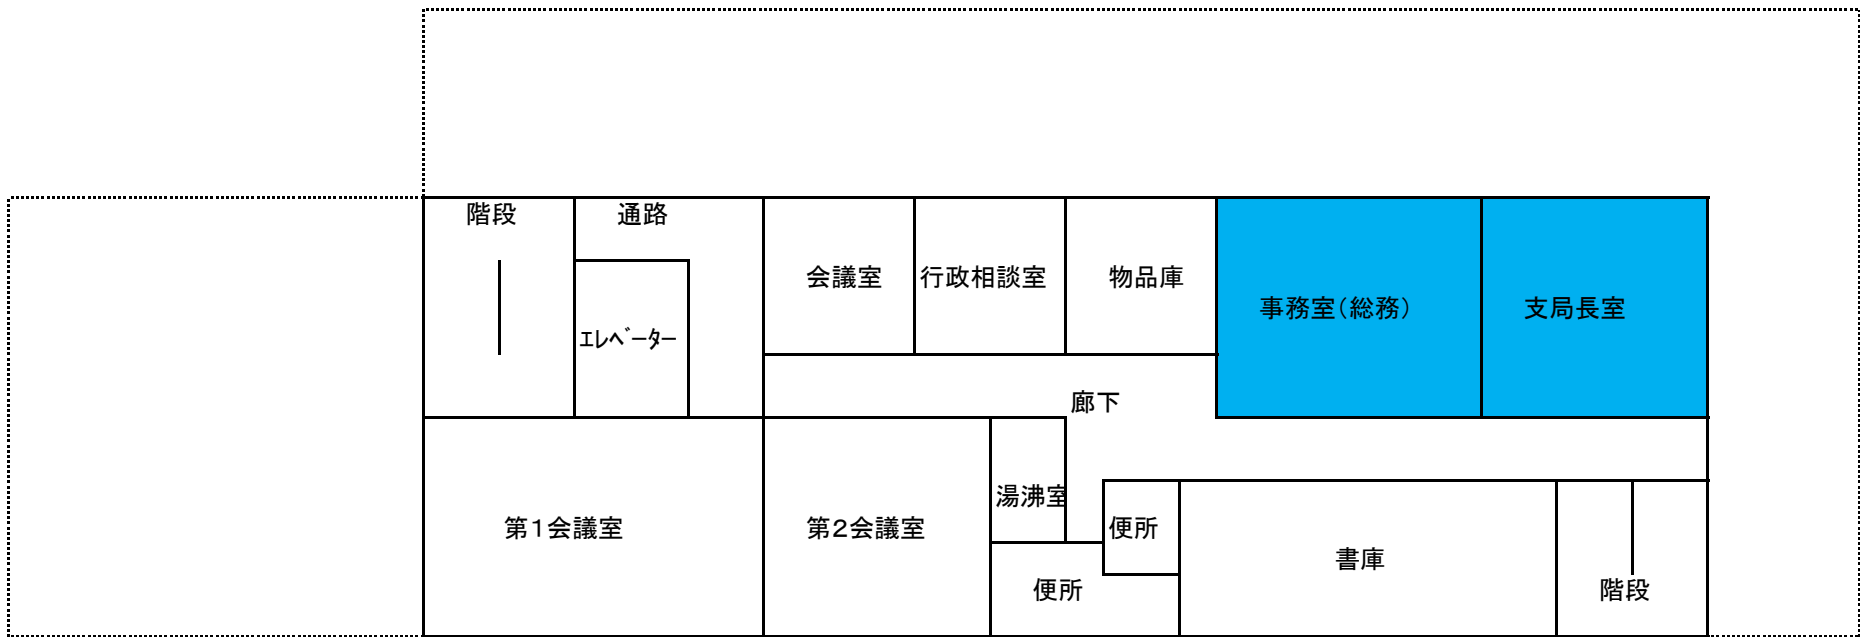 階段
通路
会議室
行政相談室
物品庫
事務室（総務）
支局長室
ｴﾚﾍﾞｰﾀｰ
廊下
湯沸室
第１会議室
第２会議室
便所
書庫
便所
階段